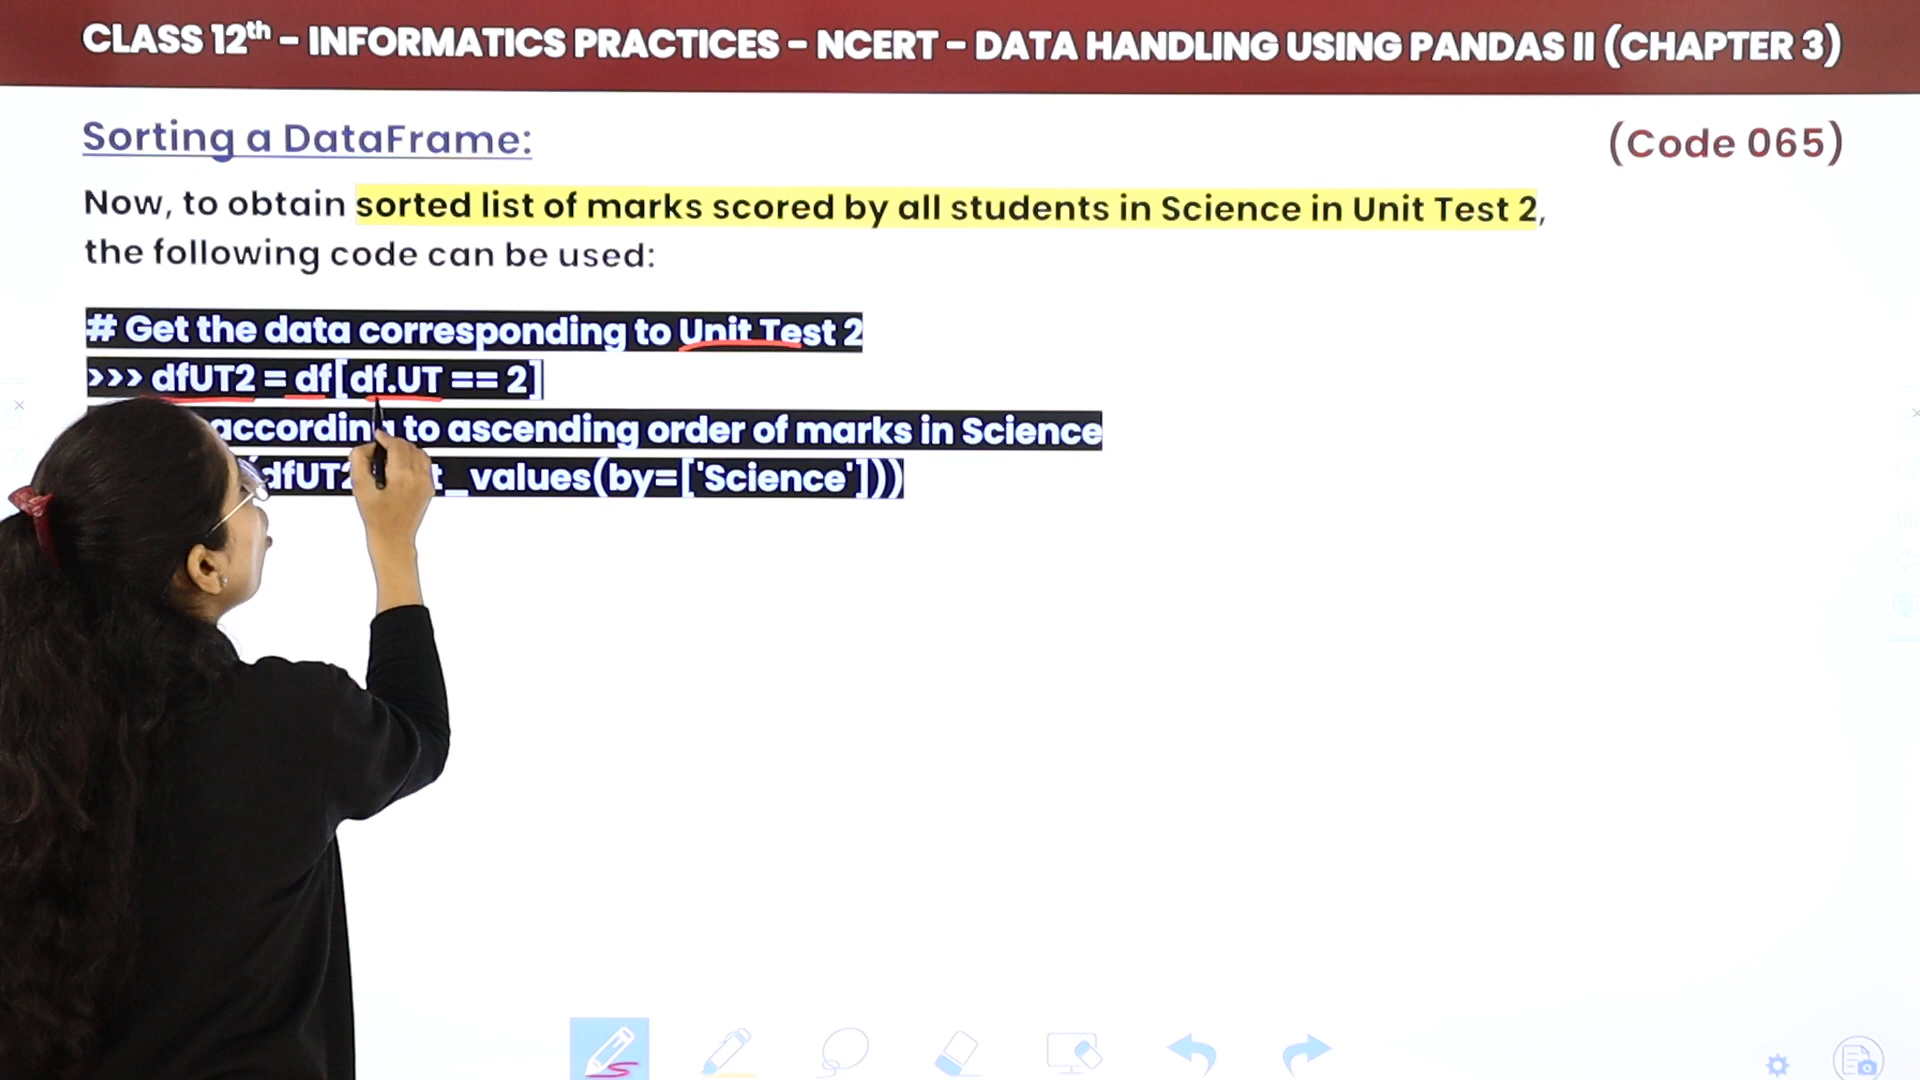 CLASS 12th - INFORMATICS PRACTICES - NCERT - DATA HANDLING USING PANDAS II (CHAPTER 3)
Sorting a DataFrame:
(Code 065)
Now, to obtain sorted list of marks scored by all students in Science in Unit Test 2,
the following code can be used:
# Get the data corresponding to Unit Test 2
>>> dfUT2 = df[df.UT == 2]
according to ascending order of marks in Science
dfUT2 _values(by=['Science']))